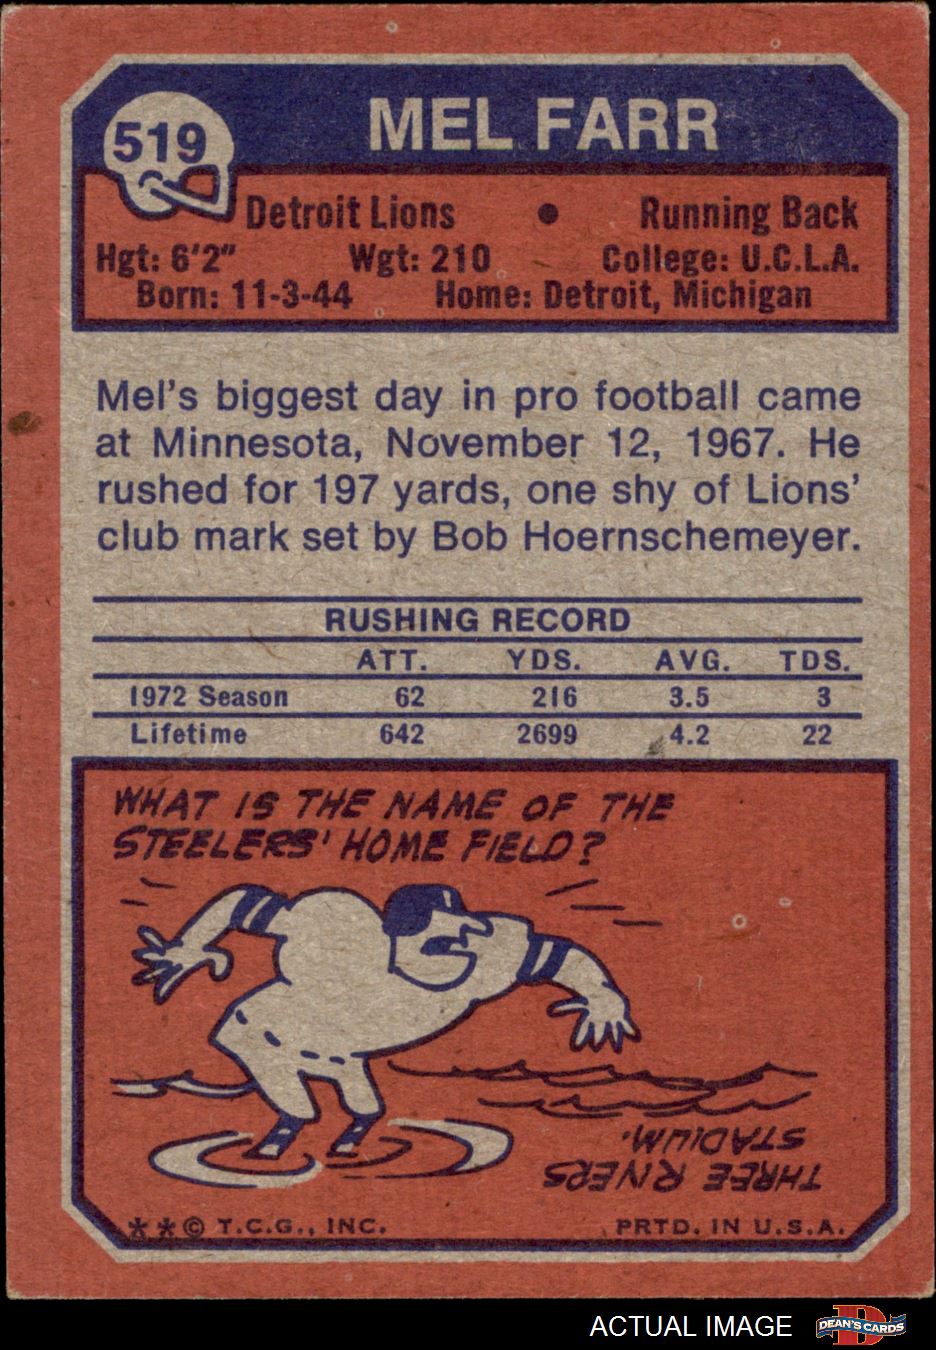 519
MEL FARR
Detroit Lions • Running Back
Hgt: 6'2" Wgt: 210 College: U.C.L.A.
Born: 11-3-44 Home: Detroit, Michigan
Mel's biggest day in pro football came
at Minnesota, November 12, 1967. He
rushed for 197 yards, one shy of Lions'
club mark set by Bob Hoernschemeyer.
RUSHING RECORD
ATT. YDS. AVG. TDS.
1972 Season 62 216 3.5 3
Lifetime 642 2699 4.2 22
WHAT IS THE NAME OF THE
STEELERS' HOME FIELD?
THREE RIVERS
STADIUM.
**© T.C.G., INC. PRTD. IN U.S.A.
ACTUAL IMAGE
D
DEAN'S CARDS